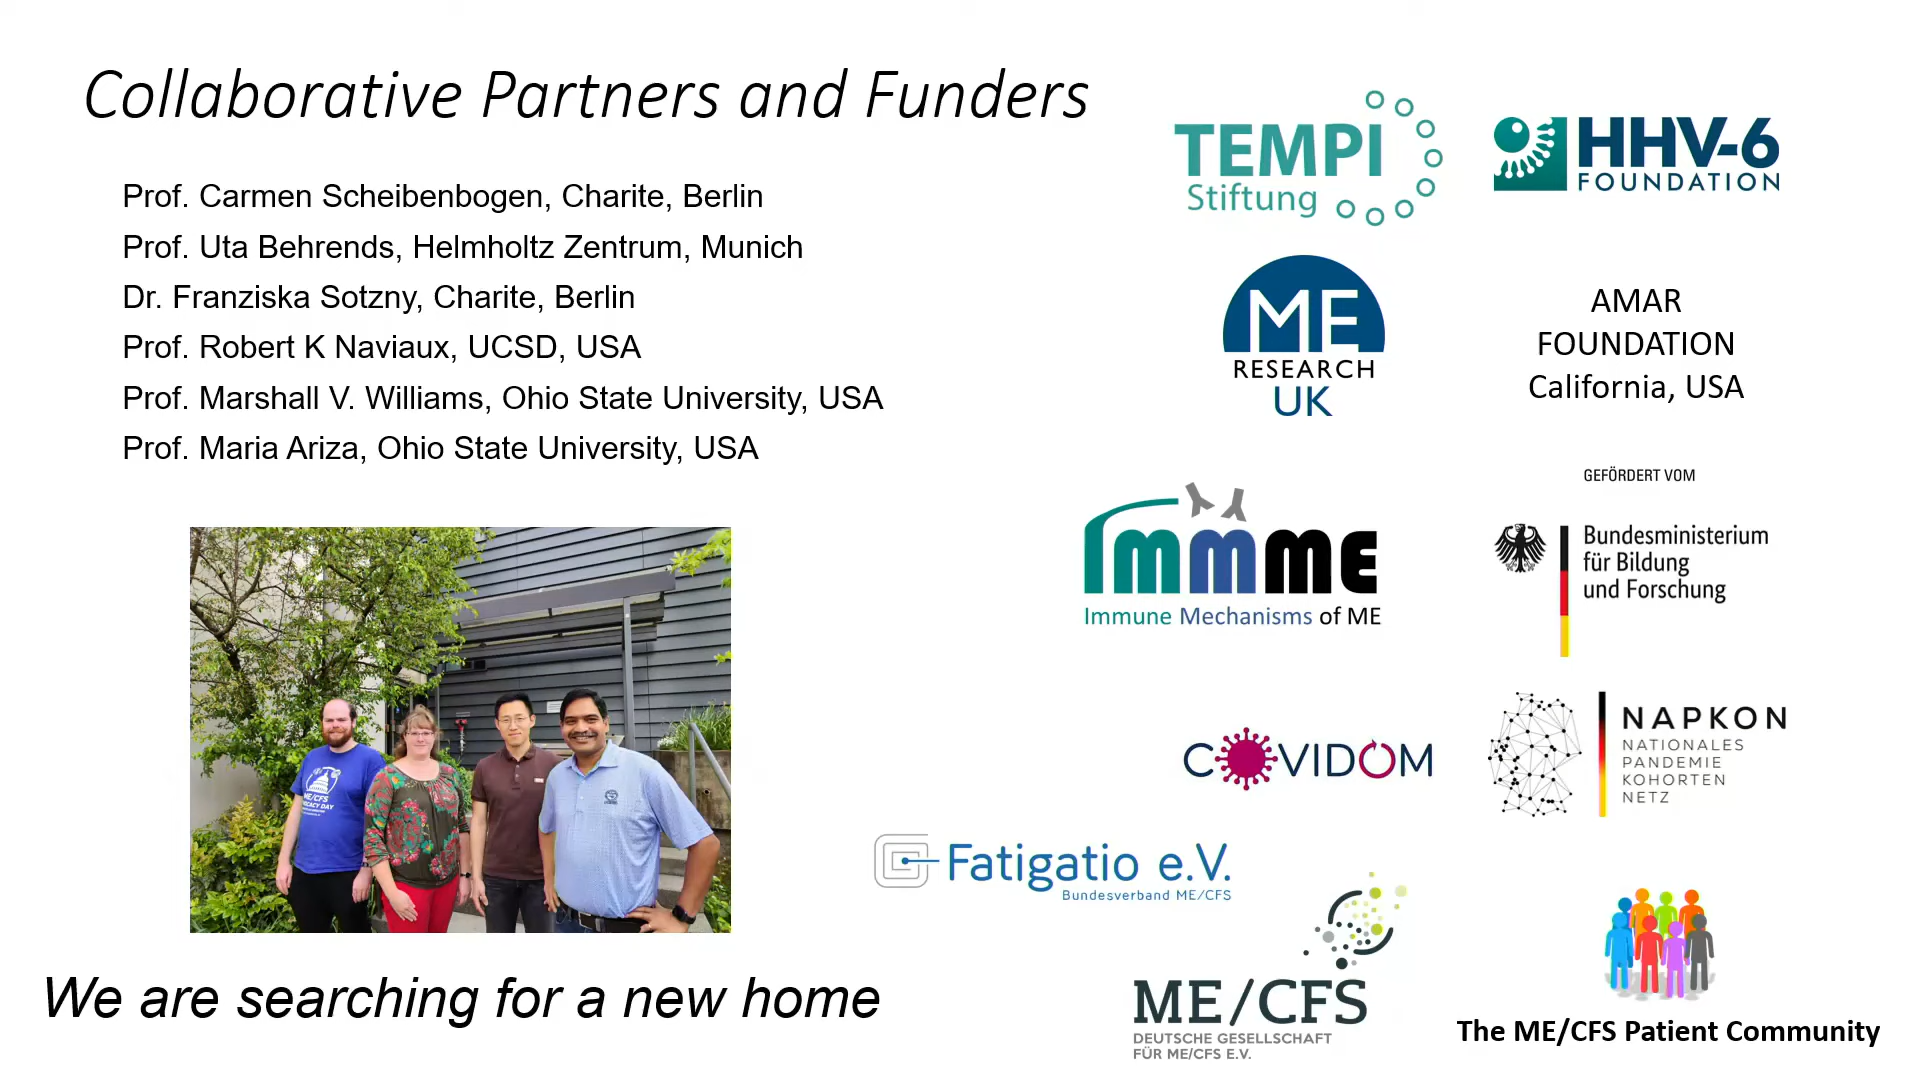 Collaborative Partners and Funders
Prof. Carmen Scheibenbogen, Charite, Berlin
Prof. Uta Behrends, Helmholtz Zentrum, Munich
Dr. Franziska Sotzny, Charite, Berlin
Prof. Robert K Naviaux, UCSD, USA
Prof. Marshall V. Williams, Ohio State University, USA
Prof. Maria Ariza, Ohio State University, USA
ME/CFS
We are searching for a new home
TEMPI
Stiftung
HHV-6
FOUNDATION
ME
RESEARCH
UK
AMAR
FOUNDATION
California, USA
ImmME
Immune Mechanisms of ME
GEFÖRDERT VOM
Bundesministerium
für Bildung
und Forschung
COVIDOM
NAPKON
NATIONALES
PANDEMIE
KOHORTEN
NETZ
Fatigatio e.V.
Bundesverband ME/CFS
ME/CFS
DEUTSCHE GESELLSCHAFT
FÜR ME/CFS E.V.
The ME/CFS Patient Community